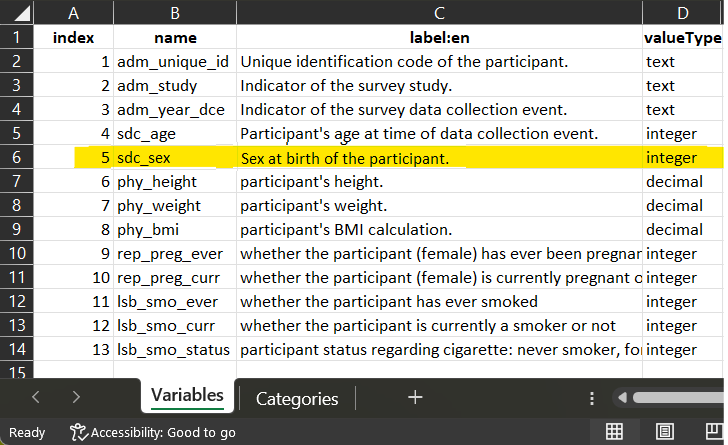 A B C D
1 index name label:en valueType
2 1 adm_unique_id Unique identification code of the participant. text
3 2 adm_study Indicator of the survey study. text
4 3 adm_year_dce Indicator of the survey data collection event. text
5 4 sdc_age Participant's age at time of data collection event. integer
6 5 sdc_sex Sex at birth of the participant. integer
7 6 phy_height participant's height. decimal
8 7 phy_weight participant's weight. decimal
9 8 phy_bmi participant's BMI calculation. decimal
10 9 rep_preg_ever whether the participant (female) has ever been pregnan integer
11 10 rep_preg_curr whether the participant (female) is currently pregnant o integer
12 11 lsb_smo_ever whether the participant has ever smoked integer
13 12 lsb_smo_curr whether the participant is currently a smoker or not integer
14 13 lsb_smo_status participant status regarding cigarette: never smoker, fo integer
15
Variables Categories
Ready Accessibility: Good to go